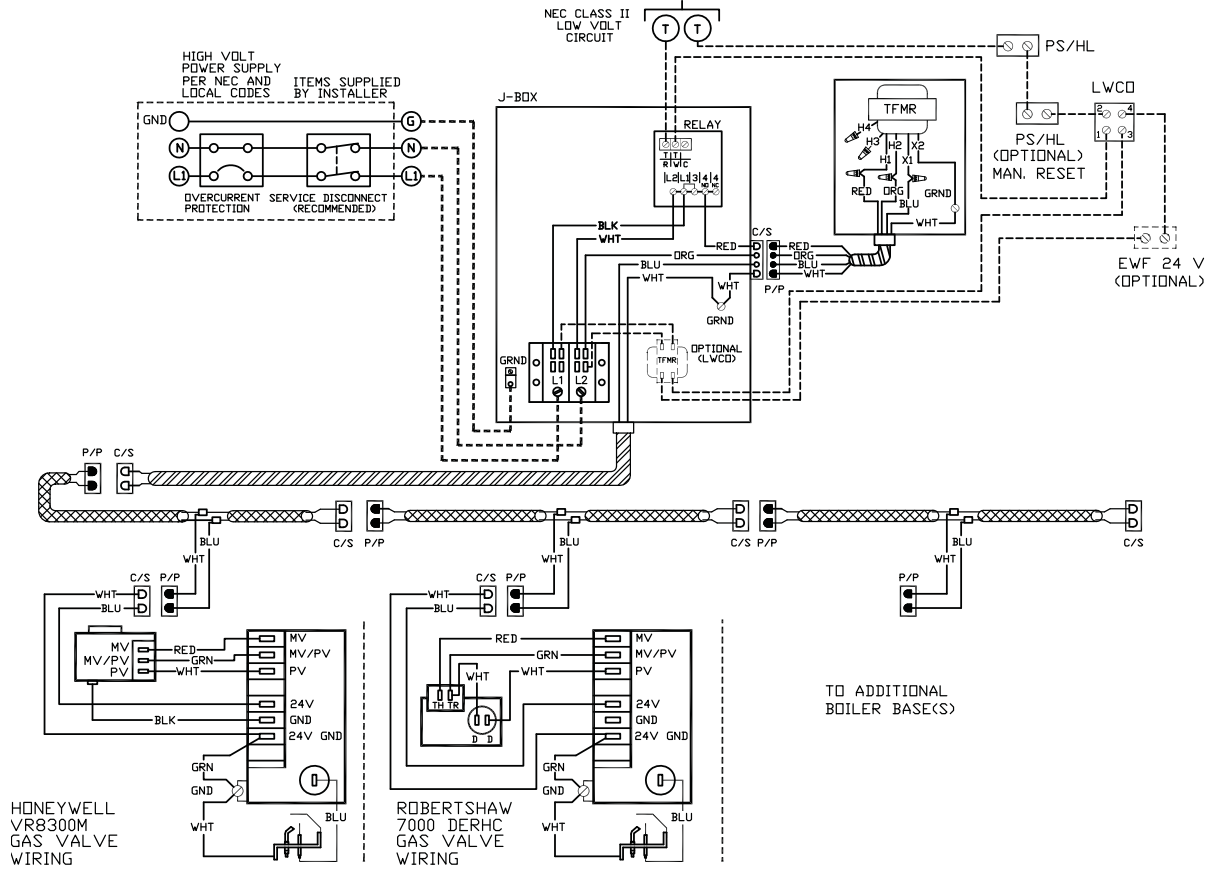 NEC CLASS II
LOW VOLT
CIRCUIT
T
T
PS/HL
HIGH VOLT
POWER SUPPLY
PER NEC AND
LOCAL CODES
ITEMS SUPPLIED
BY INSTALLER
GND
G
N
N
L1
L1
OVERCURRENT
PROTECTION
SERVICE DISCONNECT
(RECOMMENDED)
J-BOX
RELAY
T T
R W C
L2 L1 3 4 4
NO NC
TFMR
H4
H3
H2
X2
H1
X1
RED
ORG
BLU
GRND
WHT
LWCO
2
4
1
3
PS/HL
(OPTIONAL)
MAN. RESET
EWF 24 V
(OPTIONAL)
BLK
WHT
RED
ORG
BLU
WHT
C/S
RED
ORG
BLU
WHT
WHT
P/P
GRND
GRND
L1
L2
TFMR
OPTIONAL
(LWCO)
P/P
C/S
C/S
P/P
C/S
P/P
C/S
BLU
WHT
BLU
WHT
BLU
WHT
C/S
P/P
C/S
P/P
P/P
WHT
BLU
WHT
BLU
MV
MV/PV
PV
RED
GRN
WHT
MV
MV/PV
PV
24V
GND
24V GND
BLK
GRN
GND
WHT
BLU
HONEYWELL
VR8300M
GAS VALVE
WIRING
RED
GRN
WHT
WHT
TH TR
D D
MV
MV/PV
PV
24V
GND
24V GND
GRN
GND
WHT
BLU
ROBERTSHAW
7000 DERHC
GAS VALVE
WIRING
TO ADDITIONAL
BOILER BASE(S)